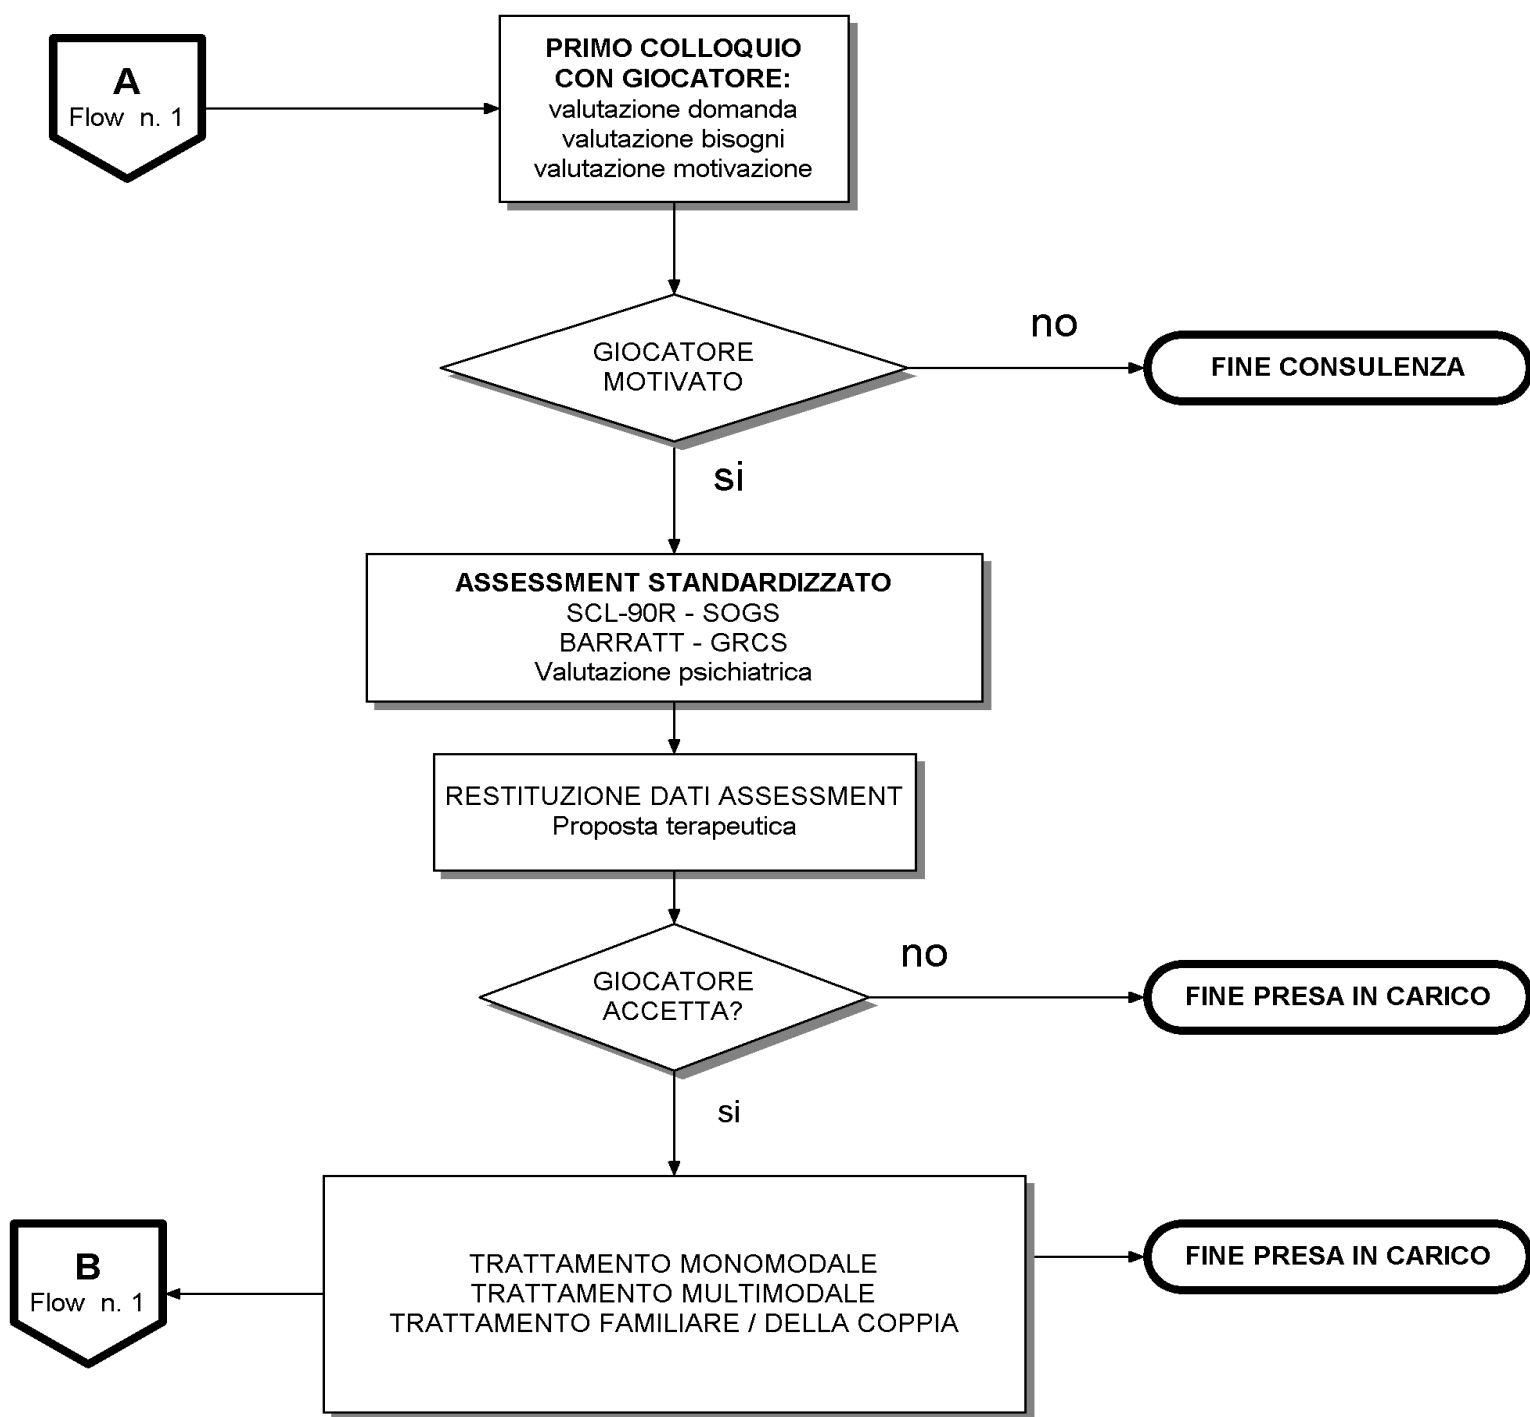 A
Flow n. 1
PRIMO COLLOQUIO
CON GIOCATORE:
valutazione domanda
valutazione bisogni
valutazione motivazione
GIOCATORE
MOTIVATO
no
FINE CONSULENZA
si
ASSESSMENT STANDARDIZZATO
SCL-90R - SOGS
BARRATT - GRCS
Valutazione psichiatrica
RESTITUZIONE DATI ASSESSMENT
Proposta terapeutica
GIOCATORE
ACCETTA?
no
FINE PRESA IN CARICO
si
B
Flow n. 1
TRATTAMENTO MONOMODALE
TRATTAMENTO MULTIMODALE
TRATTAMENTO FAMILIARE / DELLA COPPIA
FINE PRESA IN CARICO